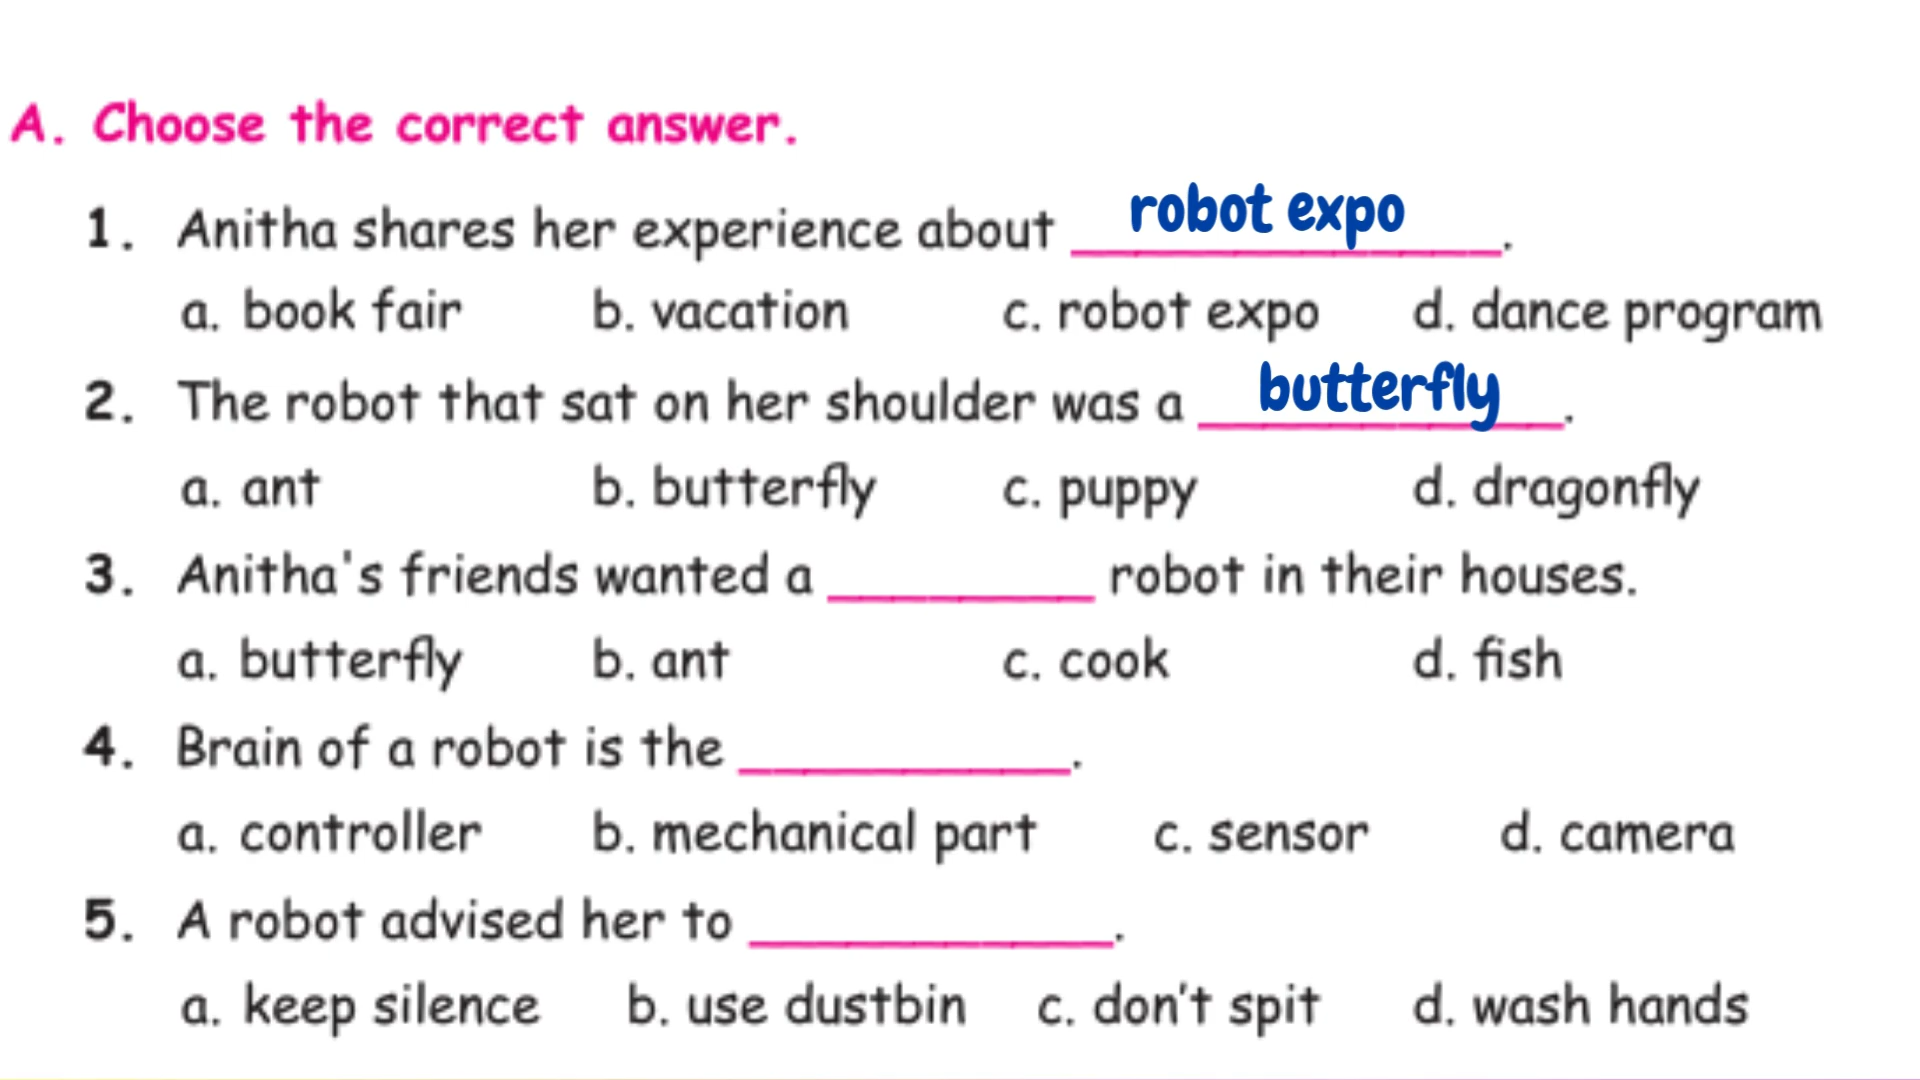 A. Choose the correct answer.
1. Anitha shares her experience about robot expo.
a. book fair b. vacation c. robot expo d. dance program
2. The robot that sat on her shoulder was a butterfly.
a. ant b. butterfly c. puppy d. dragonfly
3. Anitha's friends wanted a ________ robot in their houses.
a. butterfly b. ant c. cook d. fish
4. Brain of a robot is the __________.
a. controller b. mechanical part c. sensor d. camera
5. A robot advised her to ___________.
a. keep silence b. use dustbin c. don't spit d. wash hands